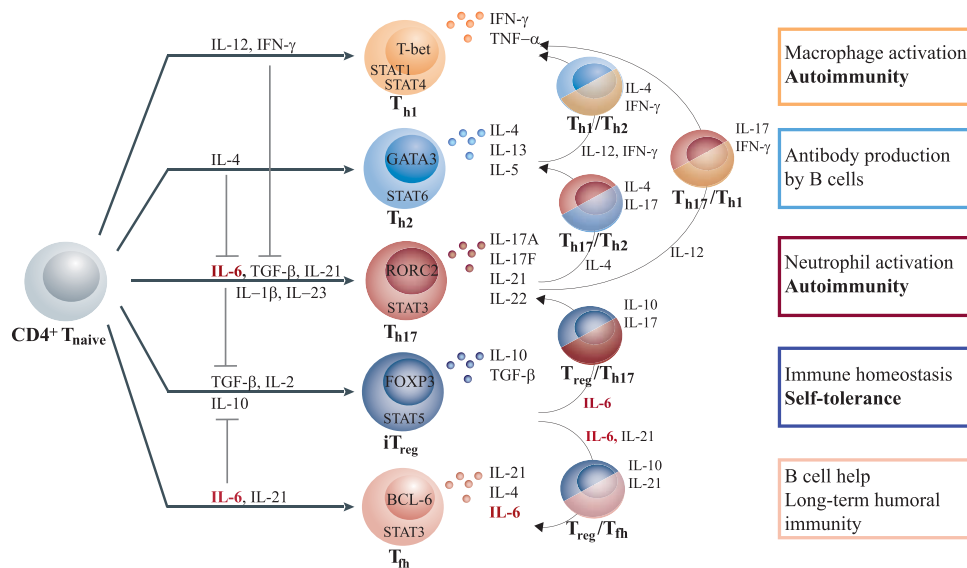 IL-12, IFN-γ
T-bet
STAT1
STAT4
Th1
IFN-γ
TNF-α
IL-4
IFN-γ
Th1/Th2
IL-12, IFN-γ
Macrophage activation
Autoimmunity
IL-4
GATA3
STAT6
Th2
IL-4
IL-13
IL-5
IL-4
IL-17
Th17/Th2
IL-4
IL-17
IFN-γ
Th17/Th1
IL-12
Antibody production
by B cells
CD4+ Tnaive
IL-6, TGF-β, IL-21
IL-1β, IL-23
RORC2
STAT3
Th17
IL-17A
IL-17F
IL-21
IL-22
IL-10
IL-17
Treg/Th17
IL-6
Neutrophil activation
Autoimmunity
TGF-β, IL-2
IL-10
FOXP3
STAT5
iTreg
IL-10
TGF-β
IL-6, IL-21
IL-10
IL-21
Treg/Tfh
Immune homeostasis
Self-tolerance
IL-6, IL-21
BCL-6
STAT3
Tfh
IL-21
IL-4
IL-6
B cell help
Long-term humoral
immunity